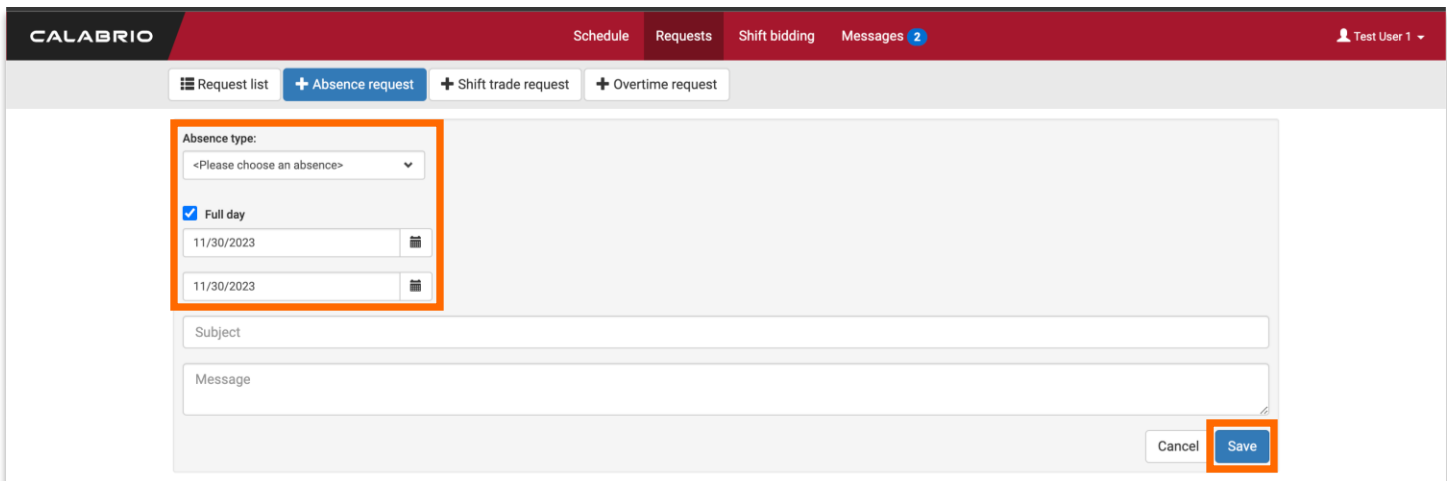 CALABRIO Schedule Requests Shift bidding Messages 2 Test User 1
Request list + Absence request + Shift trade request + Overtime request
Absence type:
<Please choose an absence>
Full day
11/30/2023
11/30/2023
Subject
Message
Cancel Save